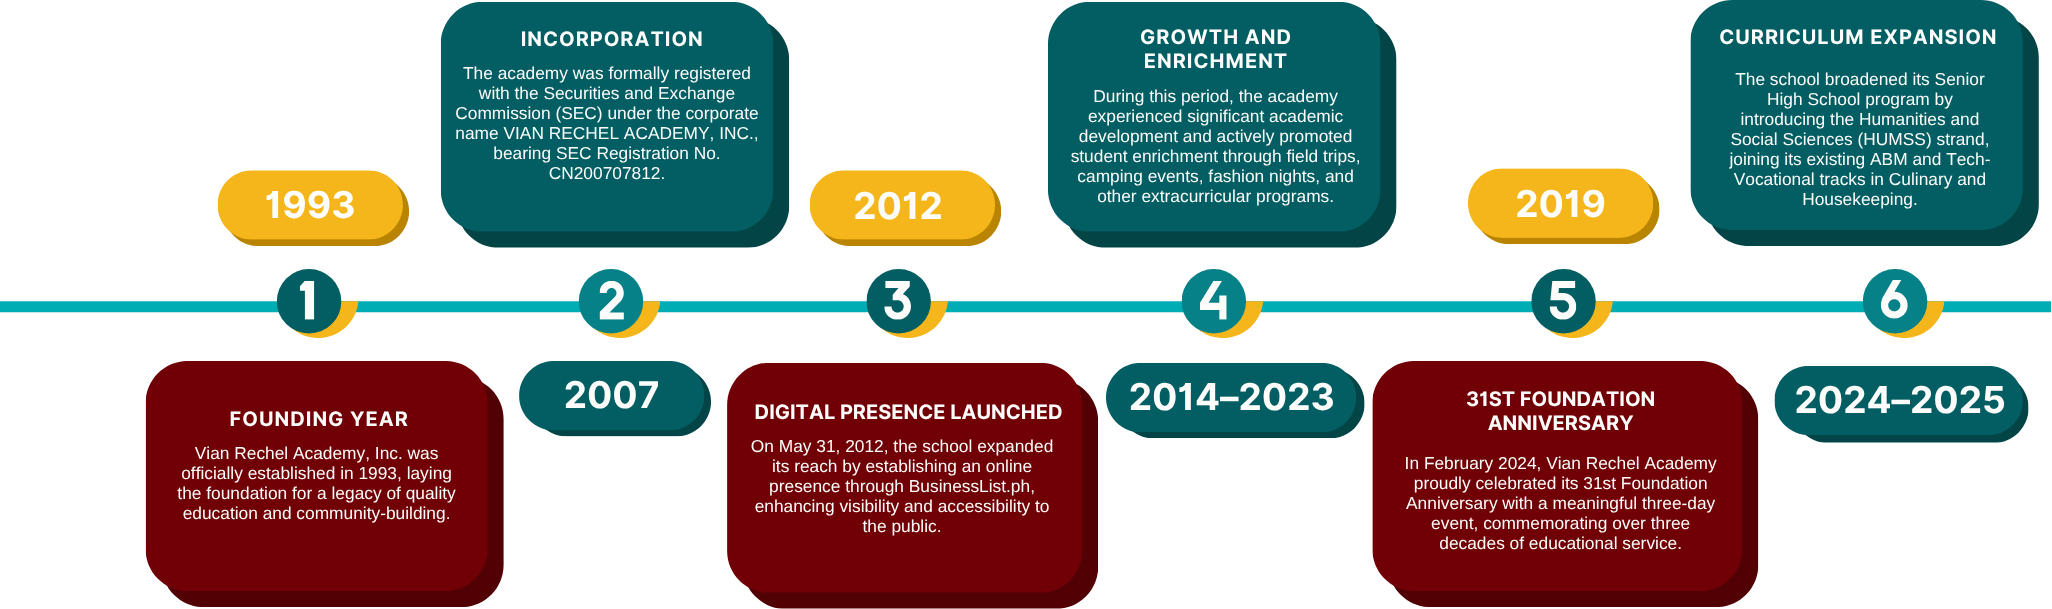 1993
1
FOUNDING YEAR
Vian Rechel Academy, Inc. was
officially established in 1993, laying
the foundation for a legacy of quality
education and community-building.
INCORPORATION
The academy was formally registered
with the Securities and Exchange
Commission (SEC) under the corporate
name VIAN RECHEL ACADEMY, INC.,
bearing SEC Registration No.
CN200707812.
2
2007
2012
3
DIGITAL PRESENCE LAUNCHED
On May 31, 2012, the school expanded
its reach by establishing an online
presence through BusinessList.ph,
enhancing visibility and accessibility to
the public.
GROWTH AND
ENRICHMENT
During this period, the academy
experienced significant academic
development and actively promoted
student enrichment through field trips,
camping events, fashion nights, and
other extracurricular programs.
4
2014–2023
2019
5
31ST FOUNDATION
ANNIVERSARY
In February 2024, Vian Rechel Academy
proudly celebrated its 31st Foundation
Anniversary with a meaningful three-day
event, commemorating over three
decades of educational service.
CURRICULUM EXPANSION
The school broadened its Senior
High School program by
introducing the Humanities and
Social Sciences (HUMSS) strand,
joining its existing ABM and Tech-
Vocational tracks in Culinary and
Housekeeping.
6
2024–2025